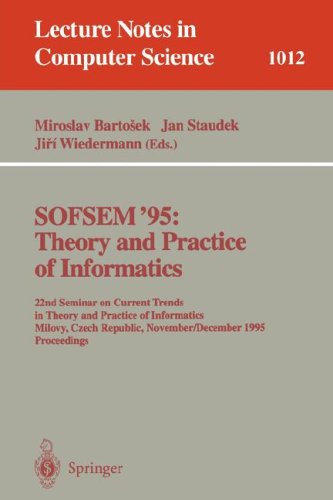 Lecture Notes in
Computer Science 1012
Miroslav Bartošek Jan Staudek
Jiří Wiedermann (Eds.)
SOFSEM '95:
Theory and Practice
of Informatics
22nd Seminar on Current Trends
in Theory and Practice of Informatics
Milovy, Czech Republic, November/December 1995
Proceedings
Springer